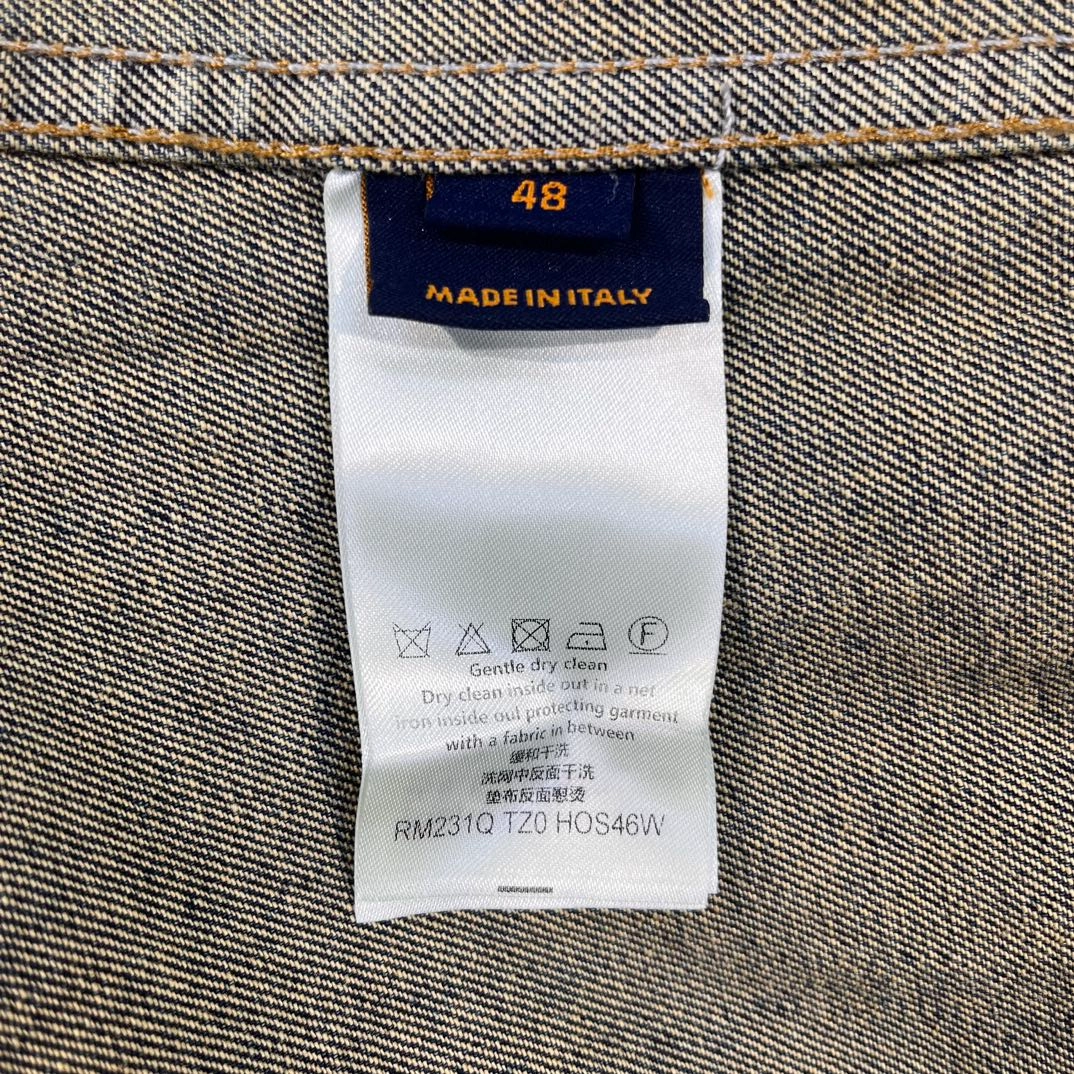 48
MADE IN ITALY
F
Gentle dry clean
Dry clean inside out in a net
iron inside oul protecting garment
with a fabric in between
缓和干洗
洗网中反面干洗
垫布反面熨烫
RM231Q TZ0 HOS46W